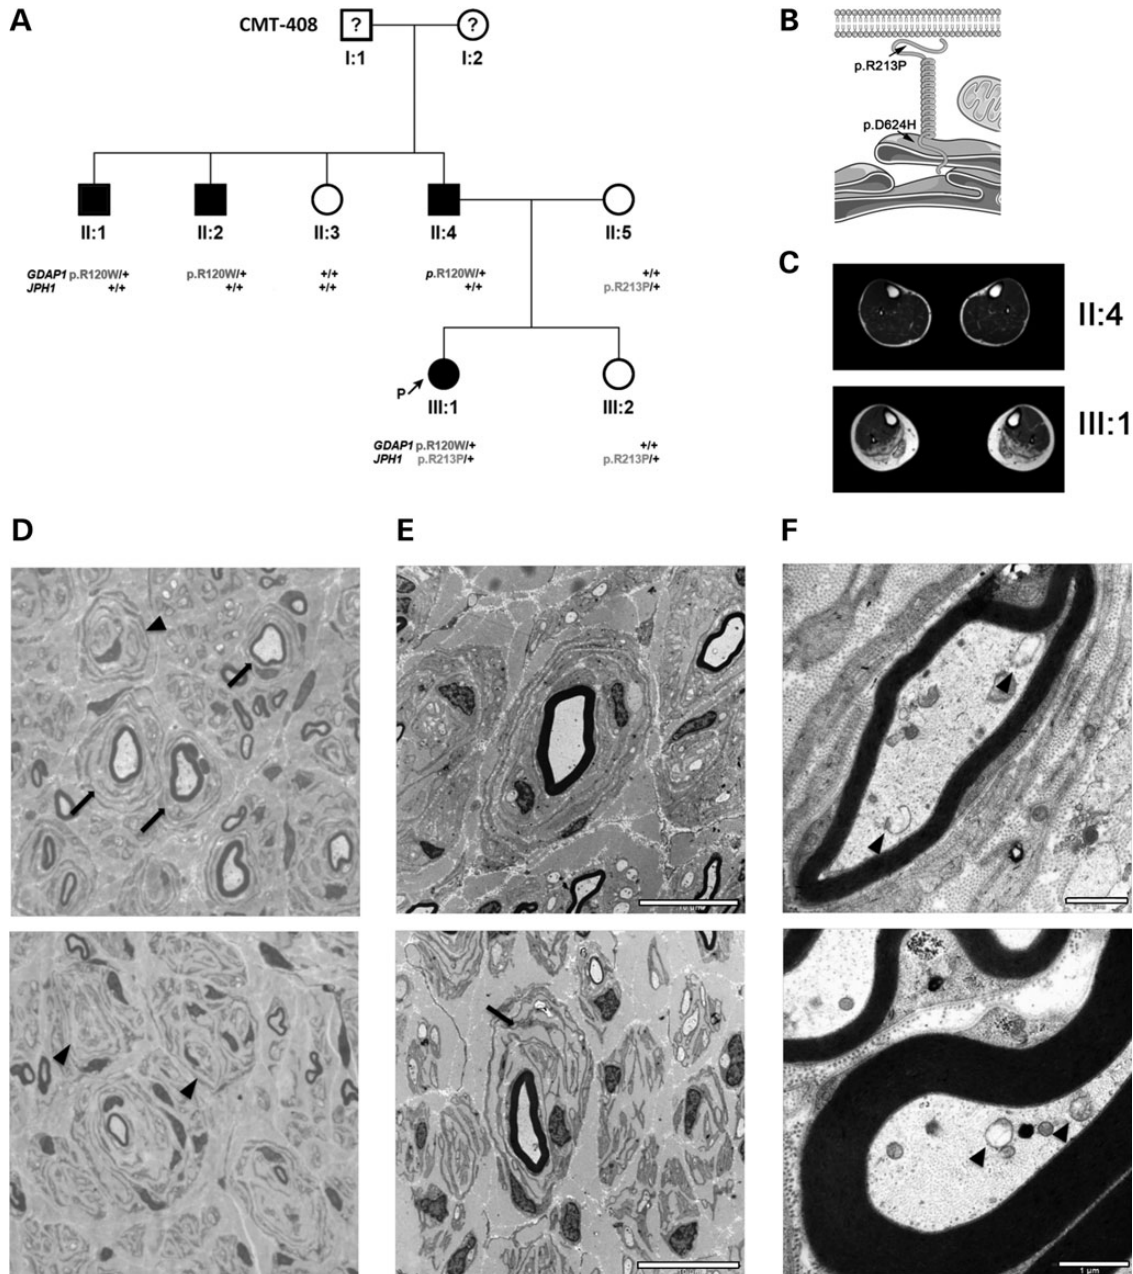 A
CMT-408
?
?
I:1
I:2
II:1
II:2
II:3
II:4
II:5
GDAP1 p.R120W/+
JPH1 +/+
p.R120W/+
+/+
+/+
+/+
p.R120W/+
+/+
+/+
p.R213P/+
P
III:1
III:2
GDAP1 p.R120W/+
JPH1 p.R213P/+
+/+
p.R213P/+
B
p.R213P
p.D624H
C
II:4
III:1
D
E
F
1 µm